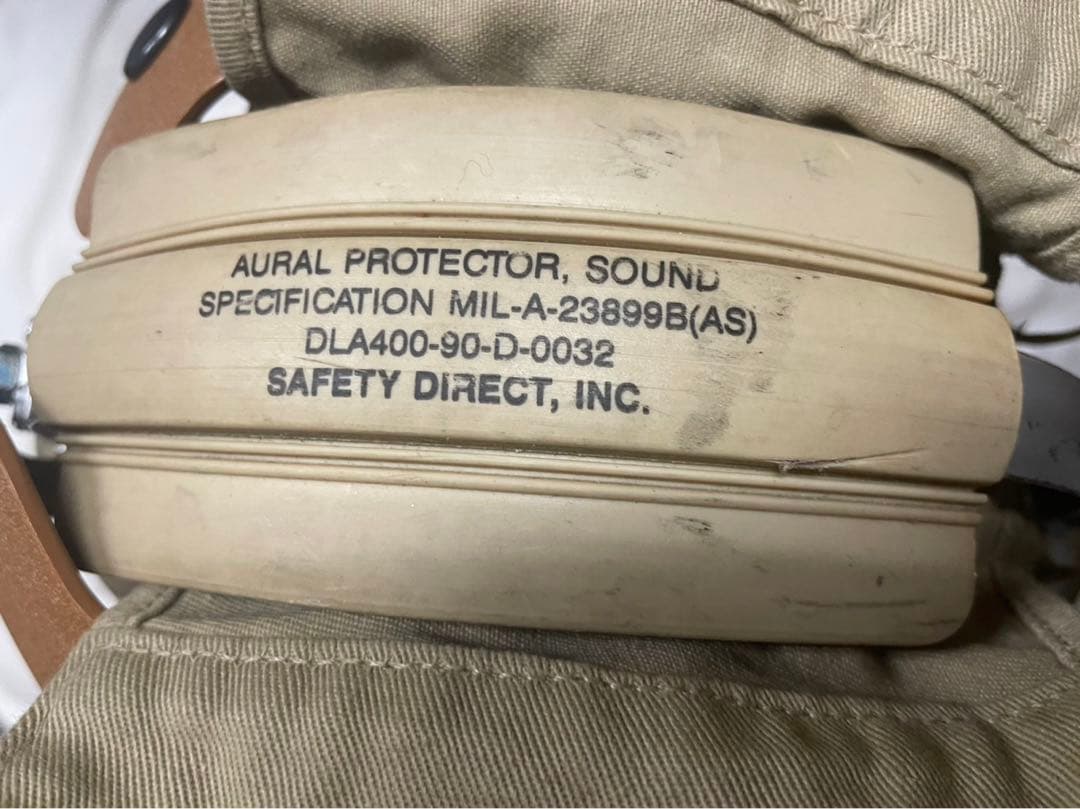 AURAL PROTECTOR, SOUND
SPECIFICATION MIL-A-23899B(AS)
DLA400-90-D-0032
SAFETY DIRECT, INC.